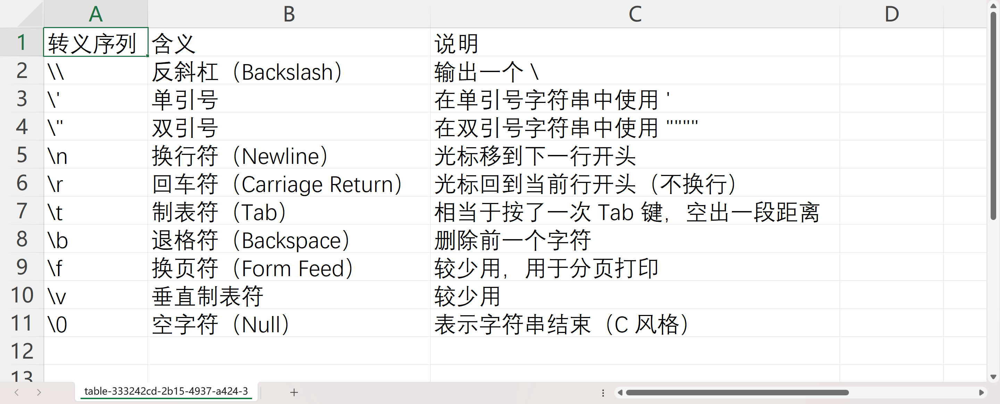 A B C D
1 转义序列 含义 说明
2 \\ 反斜杠（Backslash） 输出一个 \
3 \' 单引号 在单引号字符串中使用 '
4 \" 双引号 在双引号字符串中使用 """"
5 \n 换行符（Newline） 光标移到下一行开头
6 \r 回车符（Carriage Return） 光标回到当前行开头（不换行）
7 \t 制表符（Tab） 相当于按了一次 Tab 键，空出一段距离
8 \b 退格符（Backspace） 删除前一个字符
9 \f 换页符（Form Feed） 较少用，用于分页打印
10 \v 垂直制表符 较少用
11 \0 空字符（Null） 表示字符串结束（C 风格）
12
13
table-333242cd-2b15-4937-a424-3